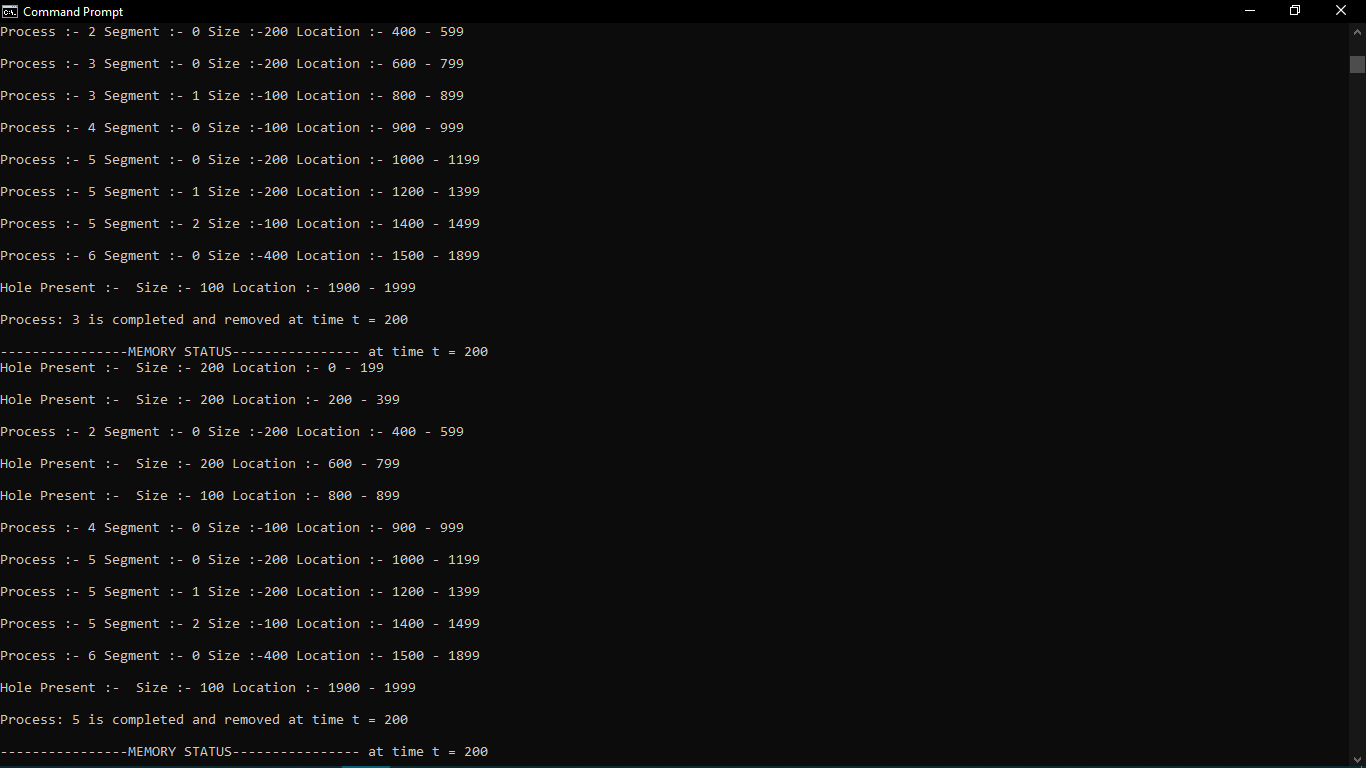 Command Prompt
Process :- 2 Segment :- 0 Size :-200 Location :- 400 - 599
Process :- 3 Segment :- 0 Size :-200 Location :- 600 - 799
Process :- 3 Segment :- 1 Size :-100 Location :- 800 - 899
Process :- 4 Segment :- 0 Size :-100 Location :- 900 - 999
Process :- 5 Segment :- 0 Size :-200 Location :- 1000 - 1199
Process :- 5 Segment :- 1 Size :-200 Location :- 1200 - 1399
Process :- 5 Segment :- 2 Size :-100 Location :- 1400 - 1499
Process :- 6 Segment :- 0 Size :-400 Location :- 1500 - 1899
Hole Present :-  Size :- 100 Location :- 1900 - 1999
Process: 3 is completed and removed at time t = 200
----------------MEMORY STATUS---------------- at time t = 200
Hole Present :-  Size :- 200 Location :- 0 - 199
Hole Present :-  Size :- 200 Location :- 200 - 399
Process :- 2 Segment :- 0 Size :-200 Location :- 400 - 599
Hole Present :-  Size :- 200 Location :- 600 - 799
Hole Present :-  Size :- 100 Location :- 800 - 899
Process :- 4 Segment :- 0 Size :-100 Location :- 900 - 999
Process :- 5 Segment :- 0 Size :-200 Location :- 1000 - 1199
Process :- 5 Segment :- 1 Size :-200 Location :- 1200 - 1399
Process :- 5 Segment :- 2 Size :-100 Location :- 1400 - 1499
Process :- 6 Segment :- 0 Size :-400 Location :- 1500 - 1899
Hole Present :-  Size :- 100 Location :- 1900 - 1999
Process: 5 is completed and removed at time t = 200
----------------MEMORY STATUS---------------- at time t = 200